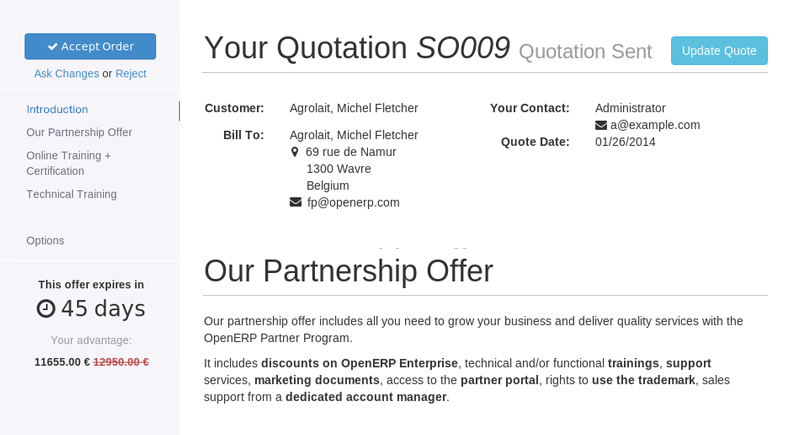 Accept Order
Ask Changes or Reject
Introduction
Our Partnership Offer
Online Training +
Certification
Technical Training
Options
This offer expires in
45 days
Your advantage:
11655.00 € 12950.00 €
Your Quotation SO009 Quotation Sent
Update Quote
Customer: Agrolait, Michel Fletcher
Bill To: Agrolait, Michel Fletcher
69 rue de Namur
1300 Wavre
Belgium
fp@openerp.com
Your Contact: Administrator
a@example.com
Quote Date: 01/26/2014
Our Partnership Offer
Our partnership offer includes all you need to grow your business and deliver quality services with the
OpenERP Partner Program.
It includes discounts on OpenERP Enterprise, technical and/or functional trainings, support
services, marketing documents, access to the partner portal, rights to use the trademark, sales
support from a dedicated account manager.